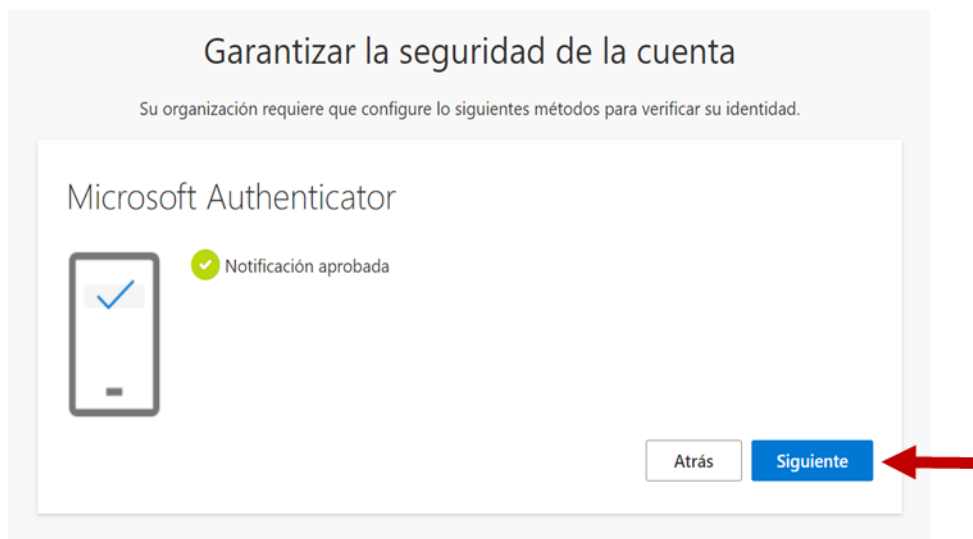 Garantizar la seguridad de la cuenta
Su organización requiere que configure lo siguientes métodos para verificar su identidad.
Microsoft Authenticator
Notificación aprobada
Atrás
Siguiente